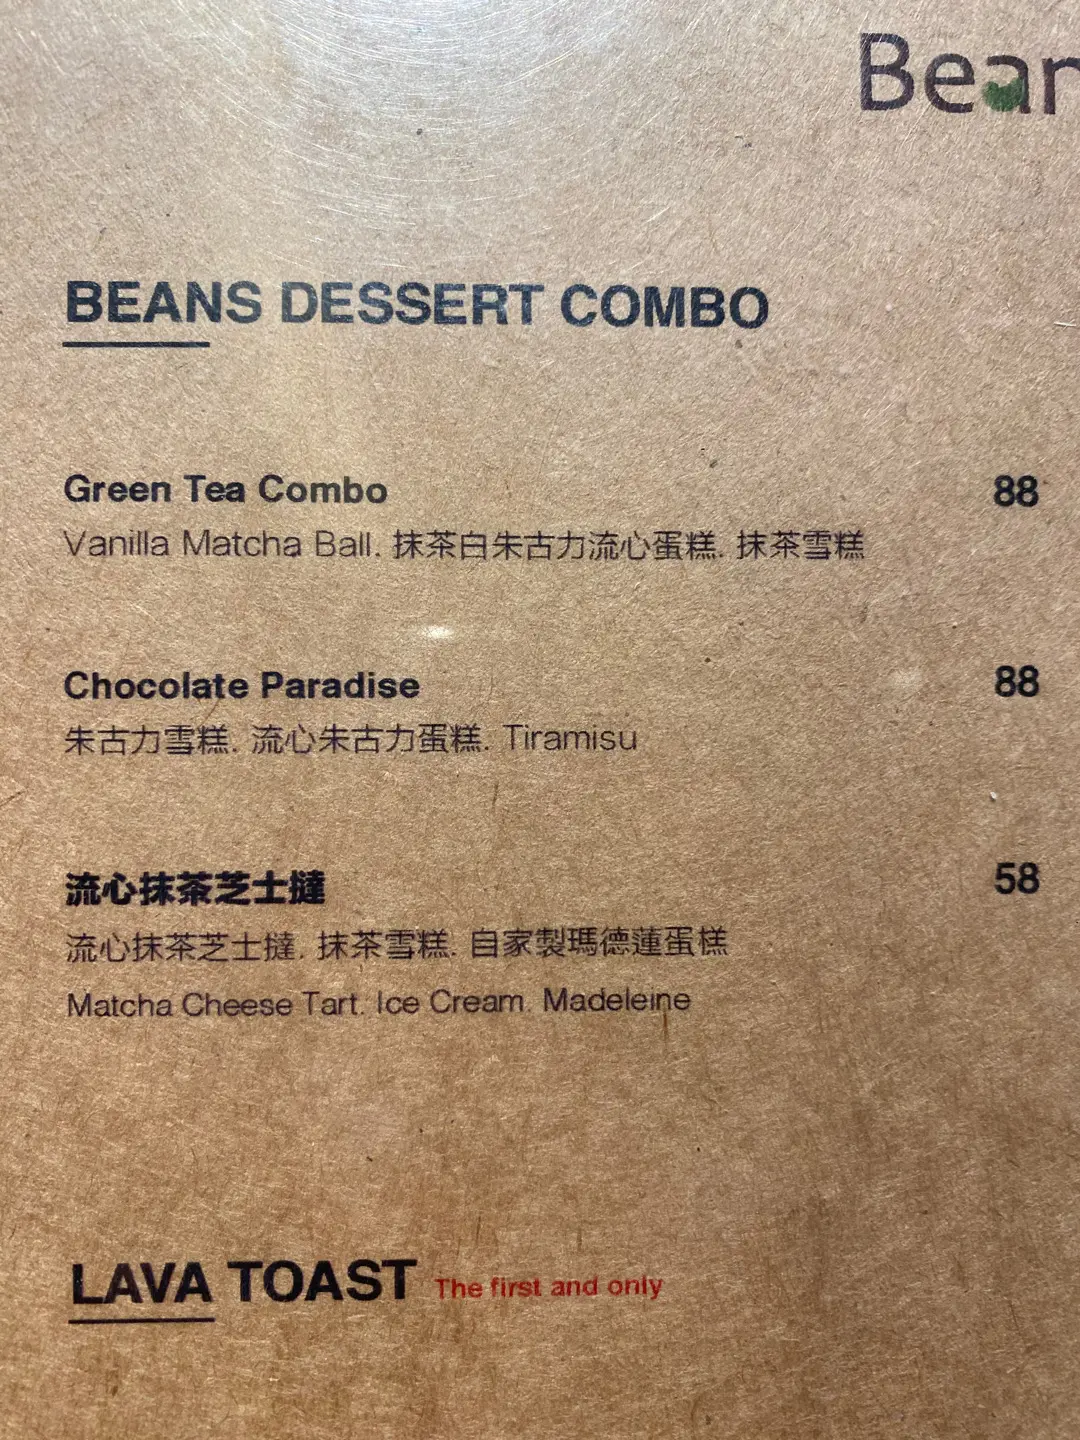 Bean
BEANS DESSERT COMBO
Green Tea Combo 88
Vanilla Matcha Ball. 抹茶白朱古力流心蛋糕. 抹茶雪糕
Chocolate Paradise 88
朱古力雪糕. 流心朱古力蛋糕. Tiramisu
流心抹茶芝士撻 58
流心抹茶芝士撻. 抹茶雪糕. 自家製瑪德蓮蛋糕
Matcha Cheese Tart. Ice Cream. Madeleine
LAVA TOAST The first and only